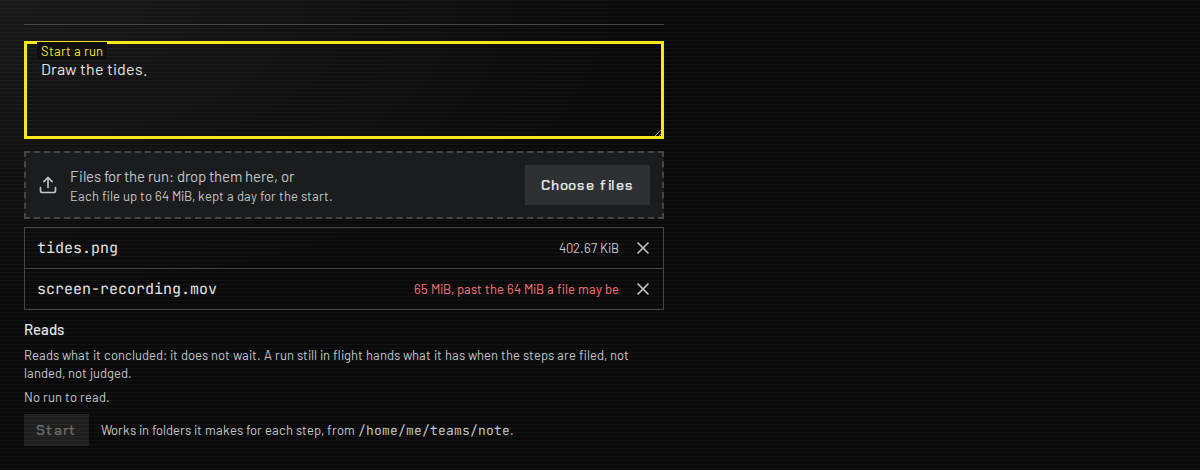 Start a run
Draw the tides.
Files for the run: drop them here, or
Each file up to 64 MiB, kept a day for the start.
Choose files
tides.png
402.67 KiB
screen-recording.mov
65 MiB, past the 64 MiB a file may be
Reads
Reads what it concluded: it does not wait. A run still in flight hands what it has when the steps are filed, not
landed, not judged.
No run to read.
Start
Works in folders it makes for each step, from /home/me/teams/note.